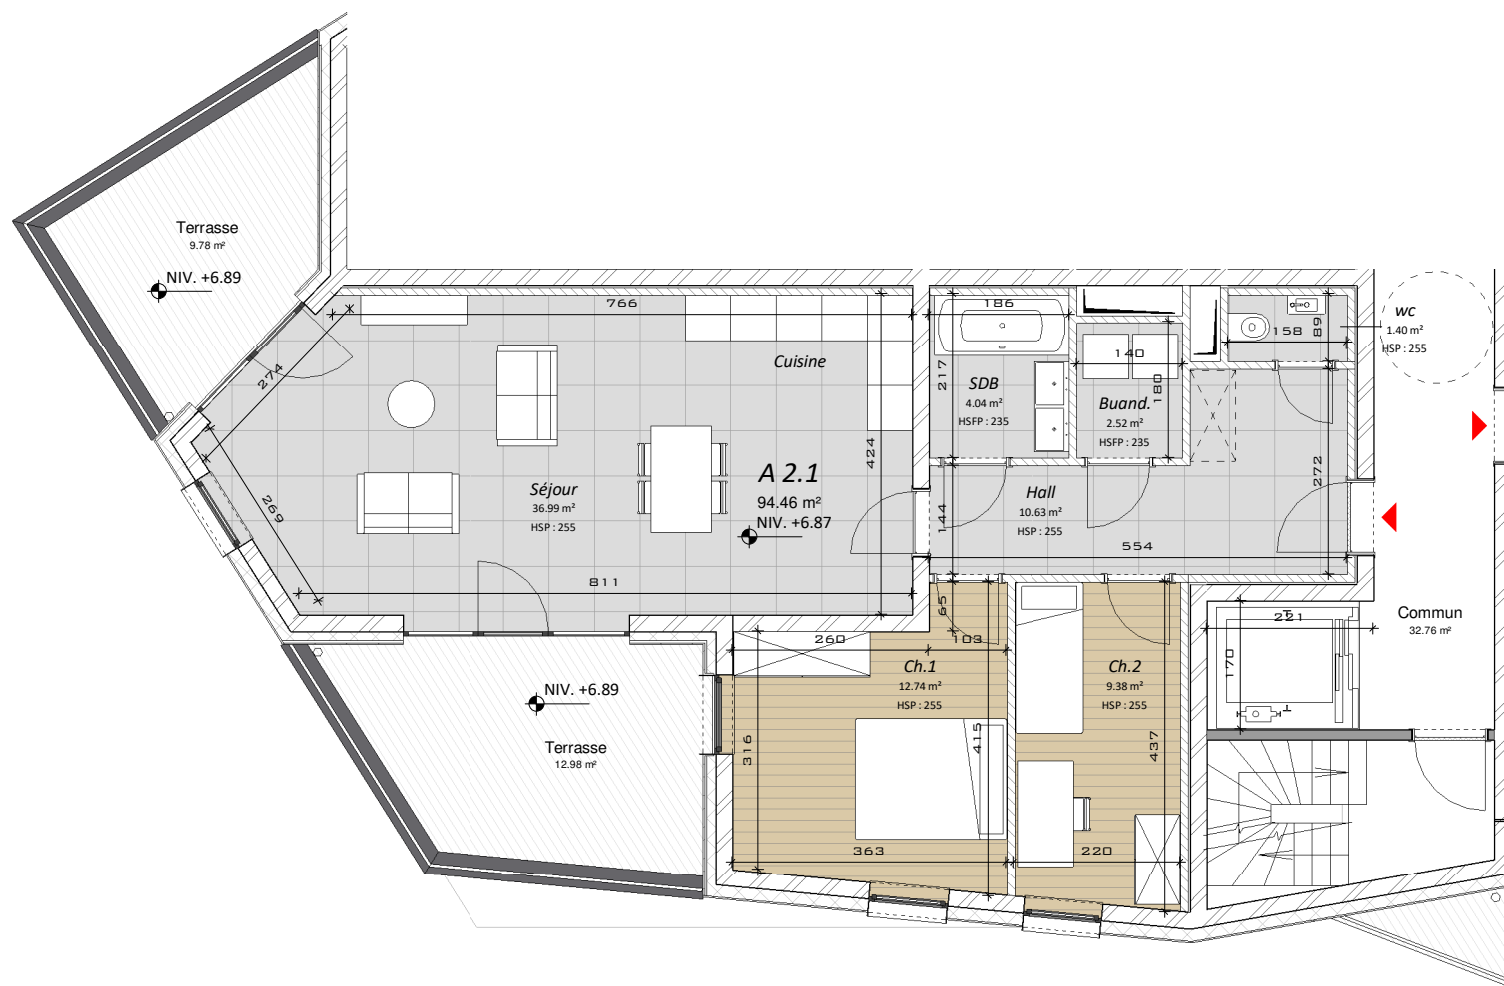 Terrasse
9.78 m²
NIV. +6.89
766
186
158
89
wc
1.40 m²
HSP : 255
274
Cuisine
217
SDB
4.04 m²
HSFP : 235
140
180
Buand.
2.52 m²
HSFP : 235
424
A 2.1
94.46 m²
NIV. +6.87
Séjour
36.99 m²
HSP : 255
269
144
Hall
10.63 m²
HSP : 255
272
554
811
65
260
103
221
170
Commun
32.76 m²
Ch.1
12.74 m²
HSP : 255
Ch.2
9.38 m²
HSP : 255
NIV. +6.89
Terrasse
12.98 m²
316
415
437
363
220